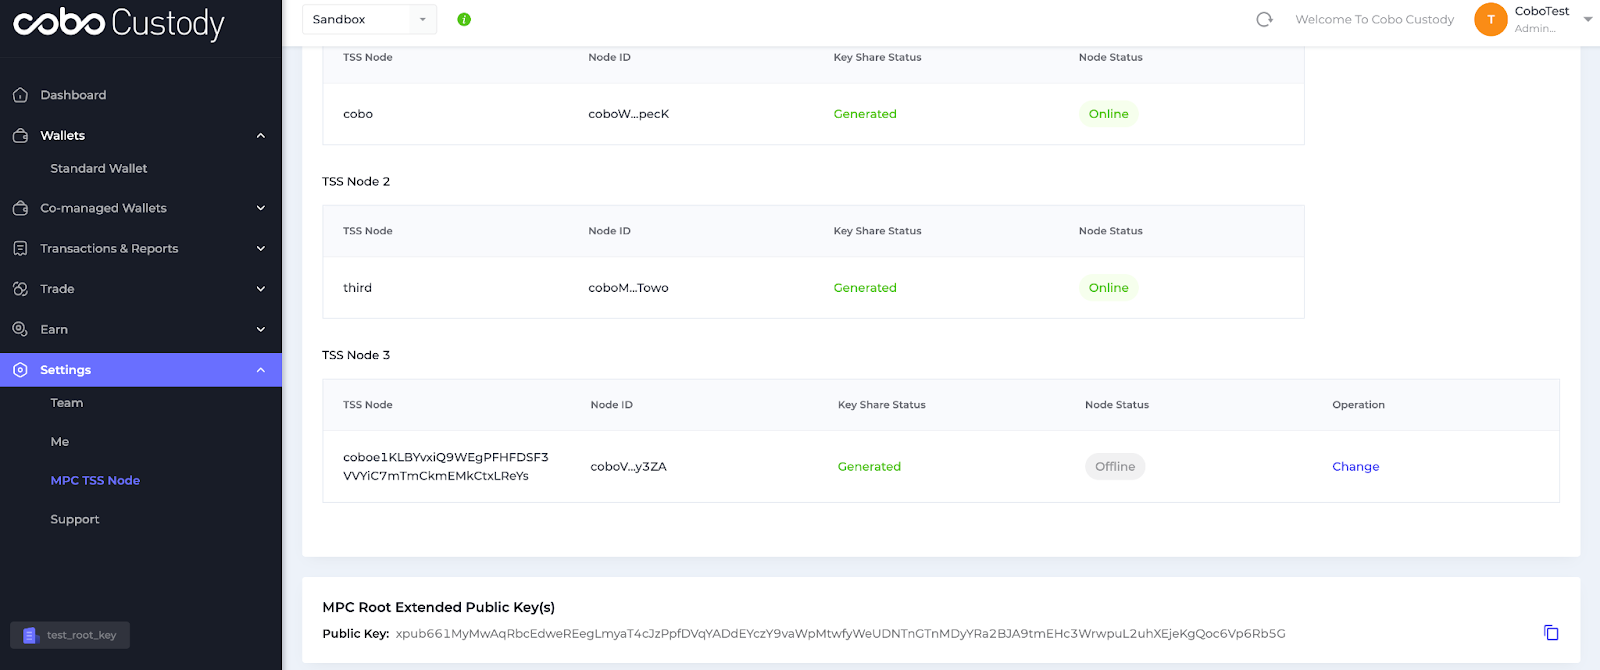 cobo Custody
Sandbox
Welcome To Cobo Custody
T
CoboTest
Admin...
Dashboard
Wallets
Standard Wallet
Co-managed Wallets
Transactions & Reports
Trade
Earn
Settings
Team
Me
MPC TSS Node
Support
test_root_key
TSS Node Node ID Key Share Status Node Status
cobo coboW...pecK Generated Online
TSS Node 2
TSS Node Node ID Key Share Status Node Status
third coboM...Towo Generated Online
TSS Node 3
TSS Node Node ID Key Share Status Node Status Operation
coboe1KLBYvxiQ9WEgPFHFDSF3
VVYiC7mTmCkmEMkCtxLReYs coboV...y3ZA Generated Offline Change
MPC Root Extended Public Key(s)
Public Key: xpub661MyMwAqRbcEdweREegLmyaT4cJzPpfDVqYADdEYczY9vaWpMtwfyWeUDNTnGTnMDyYRa2BJA9tmEHc3WrwpuL2uhXEjeKgQoc6Vp6Rb5G